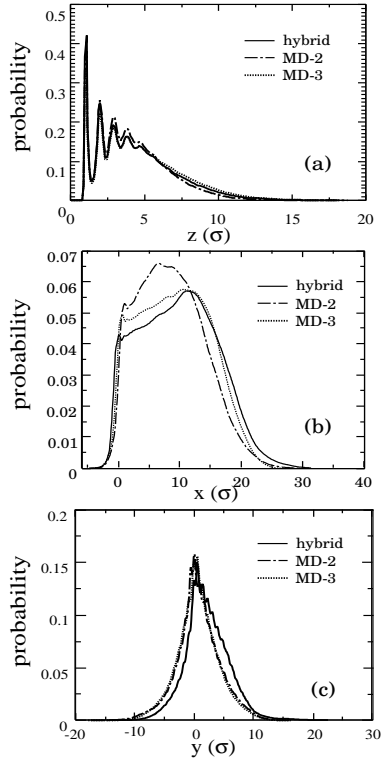 0.5
0.4
0.3
0.2
0.1
0
probability
hybrid
MD-2
MD-3
(a)
0 5 10 15 20
z (σ)
0.07
0.06
0.05
0.04
0.03
0.02
0.01
0
probability
hybrid
MD-2
MD-3
(b)
0 10 20 30 40
x (σ)
0.2
0.15
0.1
0.05
0
probability
hybrid
MD-2
MD-3
(c)
-20 -10 0 10 20 30
y (σ)